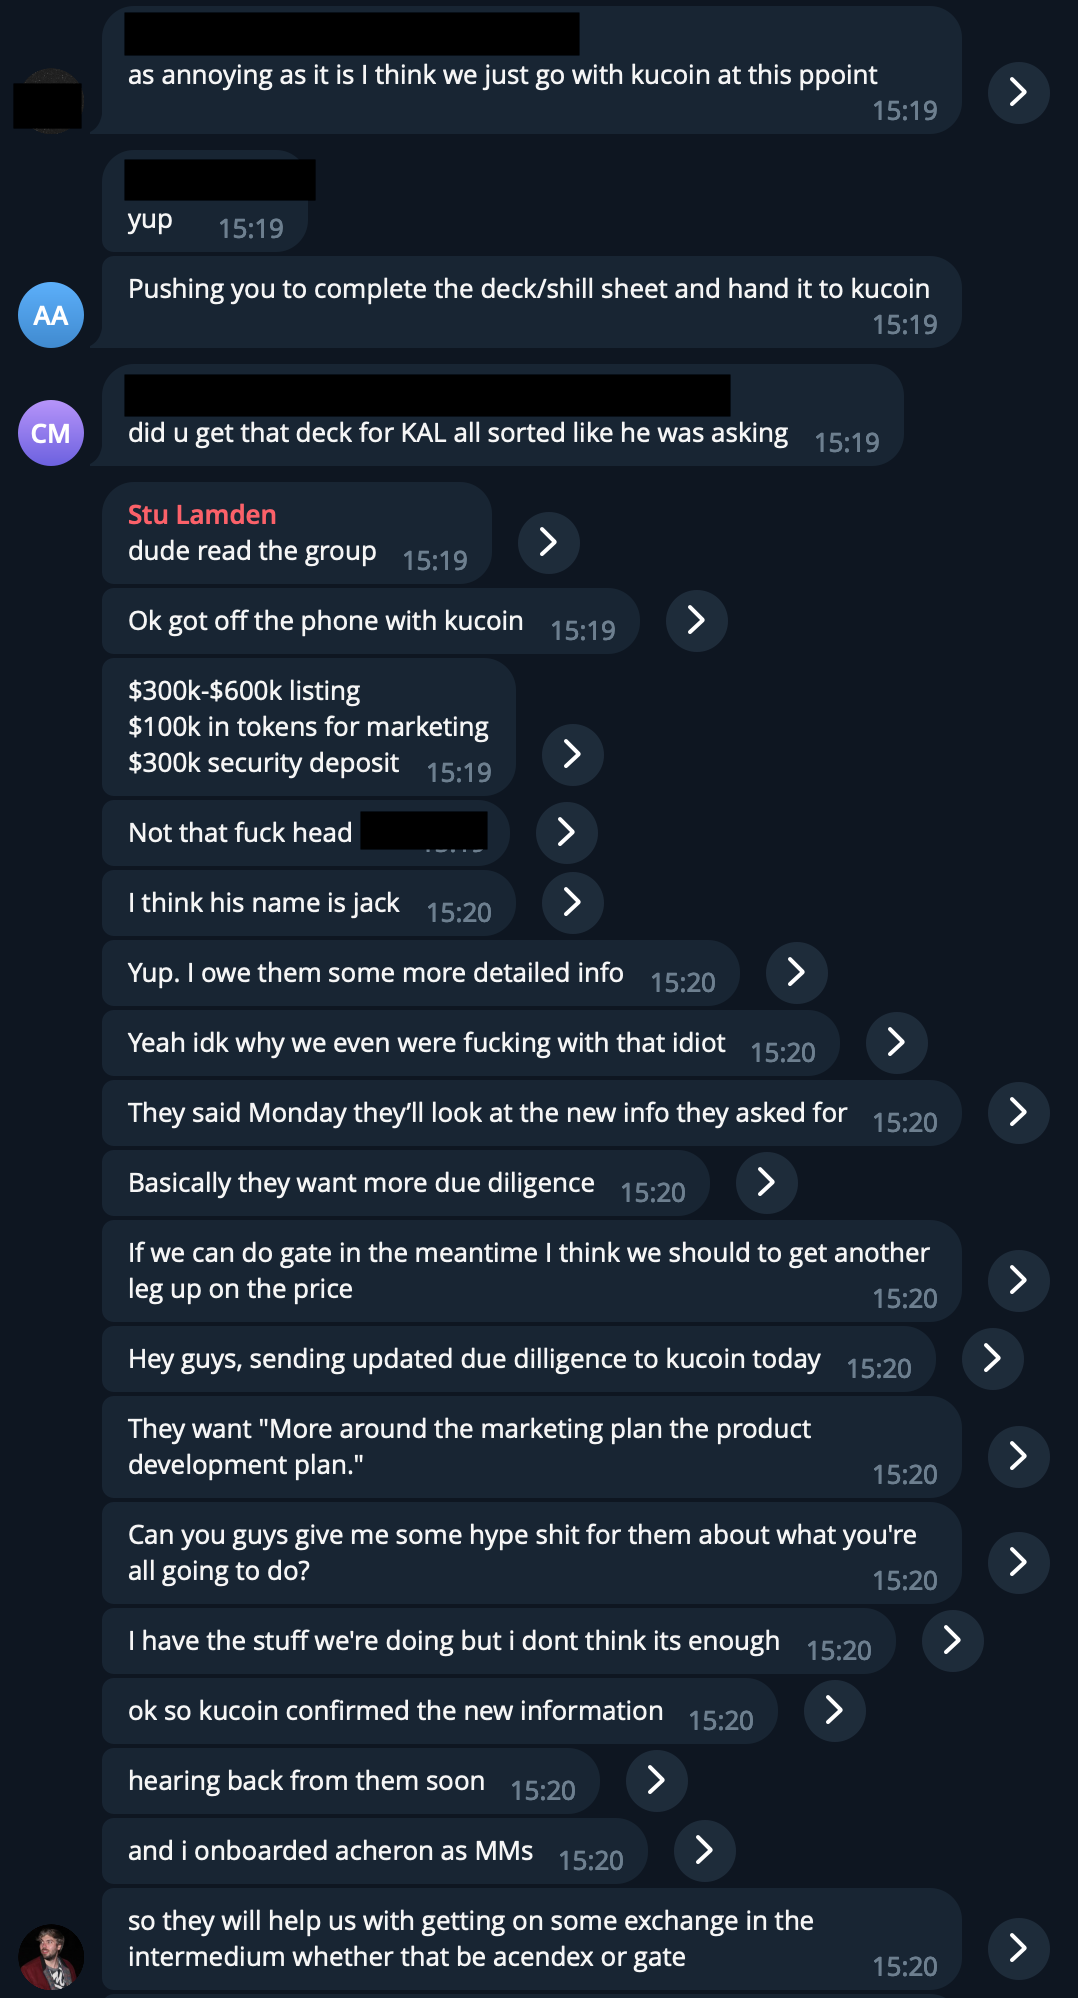 as annoying as it is I think we just go with kucoin at this ppoint
15:19
yup 15:19
Pushing you to complete the deck/shill sheet and hand it to kucoin
15:19
AA
CM
did u get that deck for KAL all sorted like he was asking 15:19
Stu Lamden
dude read the group 15:19
Ok got off the phone with kucoin 15:19
$300k-$600k listing
$100k in tokens for marketing
$300k security deposit 15:19
Not that fuck head
I think his name is jack 15:20
Yup. I owe them some more detailed info 15:20
Yeah idk why we even were fucking with that idiot 15:20
They said Monday they’ll look at the new info they asked for 15:20
Basically they want more due diligence 15:20
If we can do gate in the meantime I think we should to get another
leg up on the price 15:20
Hey guys, sending updated due dilligence to kucoin today 15:20
They want "More around the marketing plan the product
development plan." 15:20
Can you guys give me some hype shit for them about what you're
all going to do? 15:20
I have the stuff we're doing but i dont think its enough 15:20
ok so kucoin confirmed the new information 15:20
hearing back from them soon 15:20
and i onboarded acheron as MMs 15:20
so they will help us with getting on some exchange in the
intermedium whether that be acendex or gate 15:20